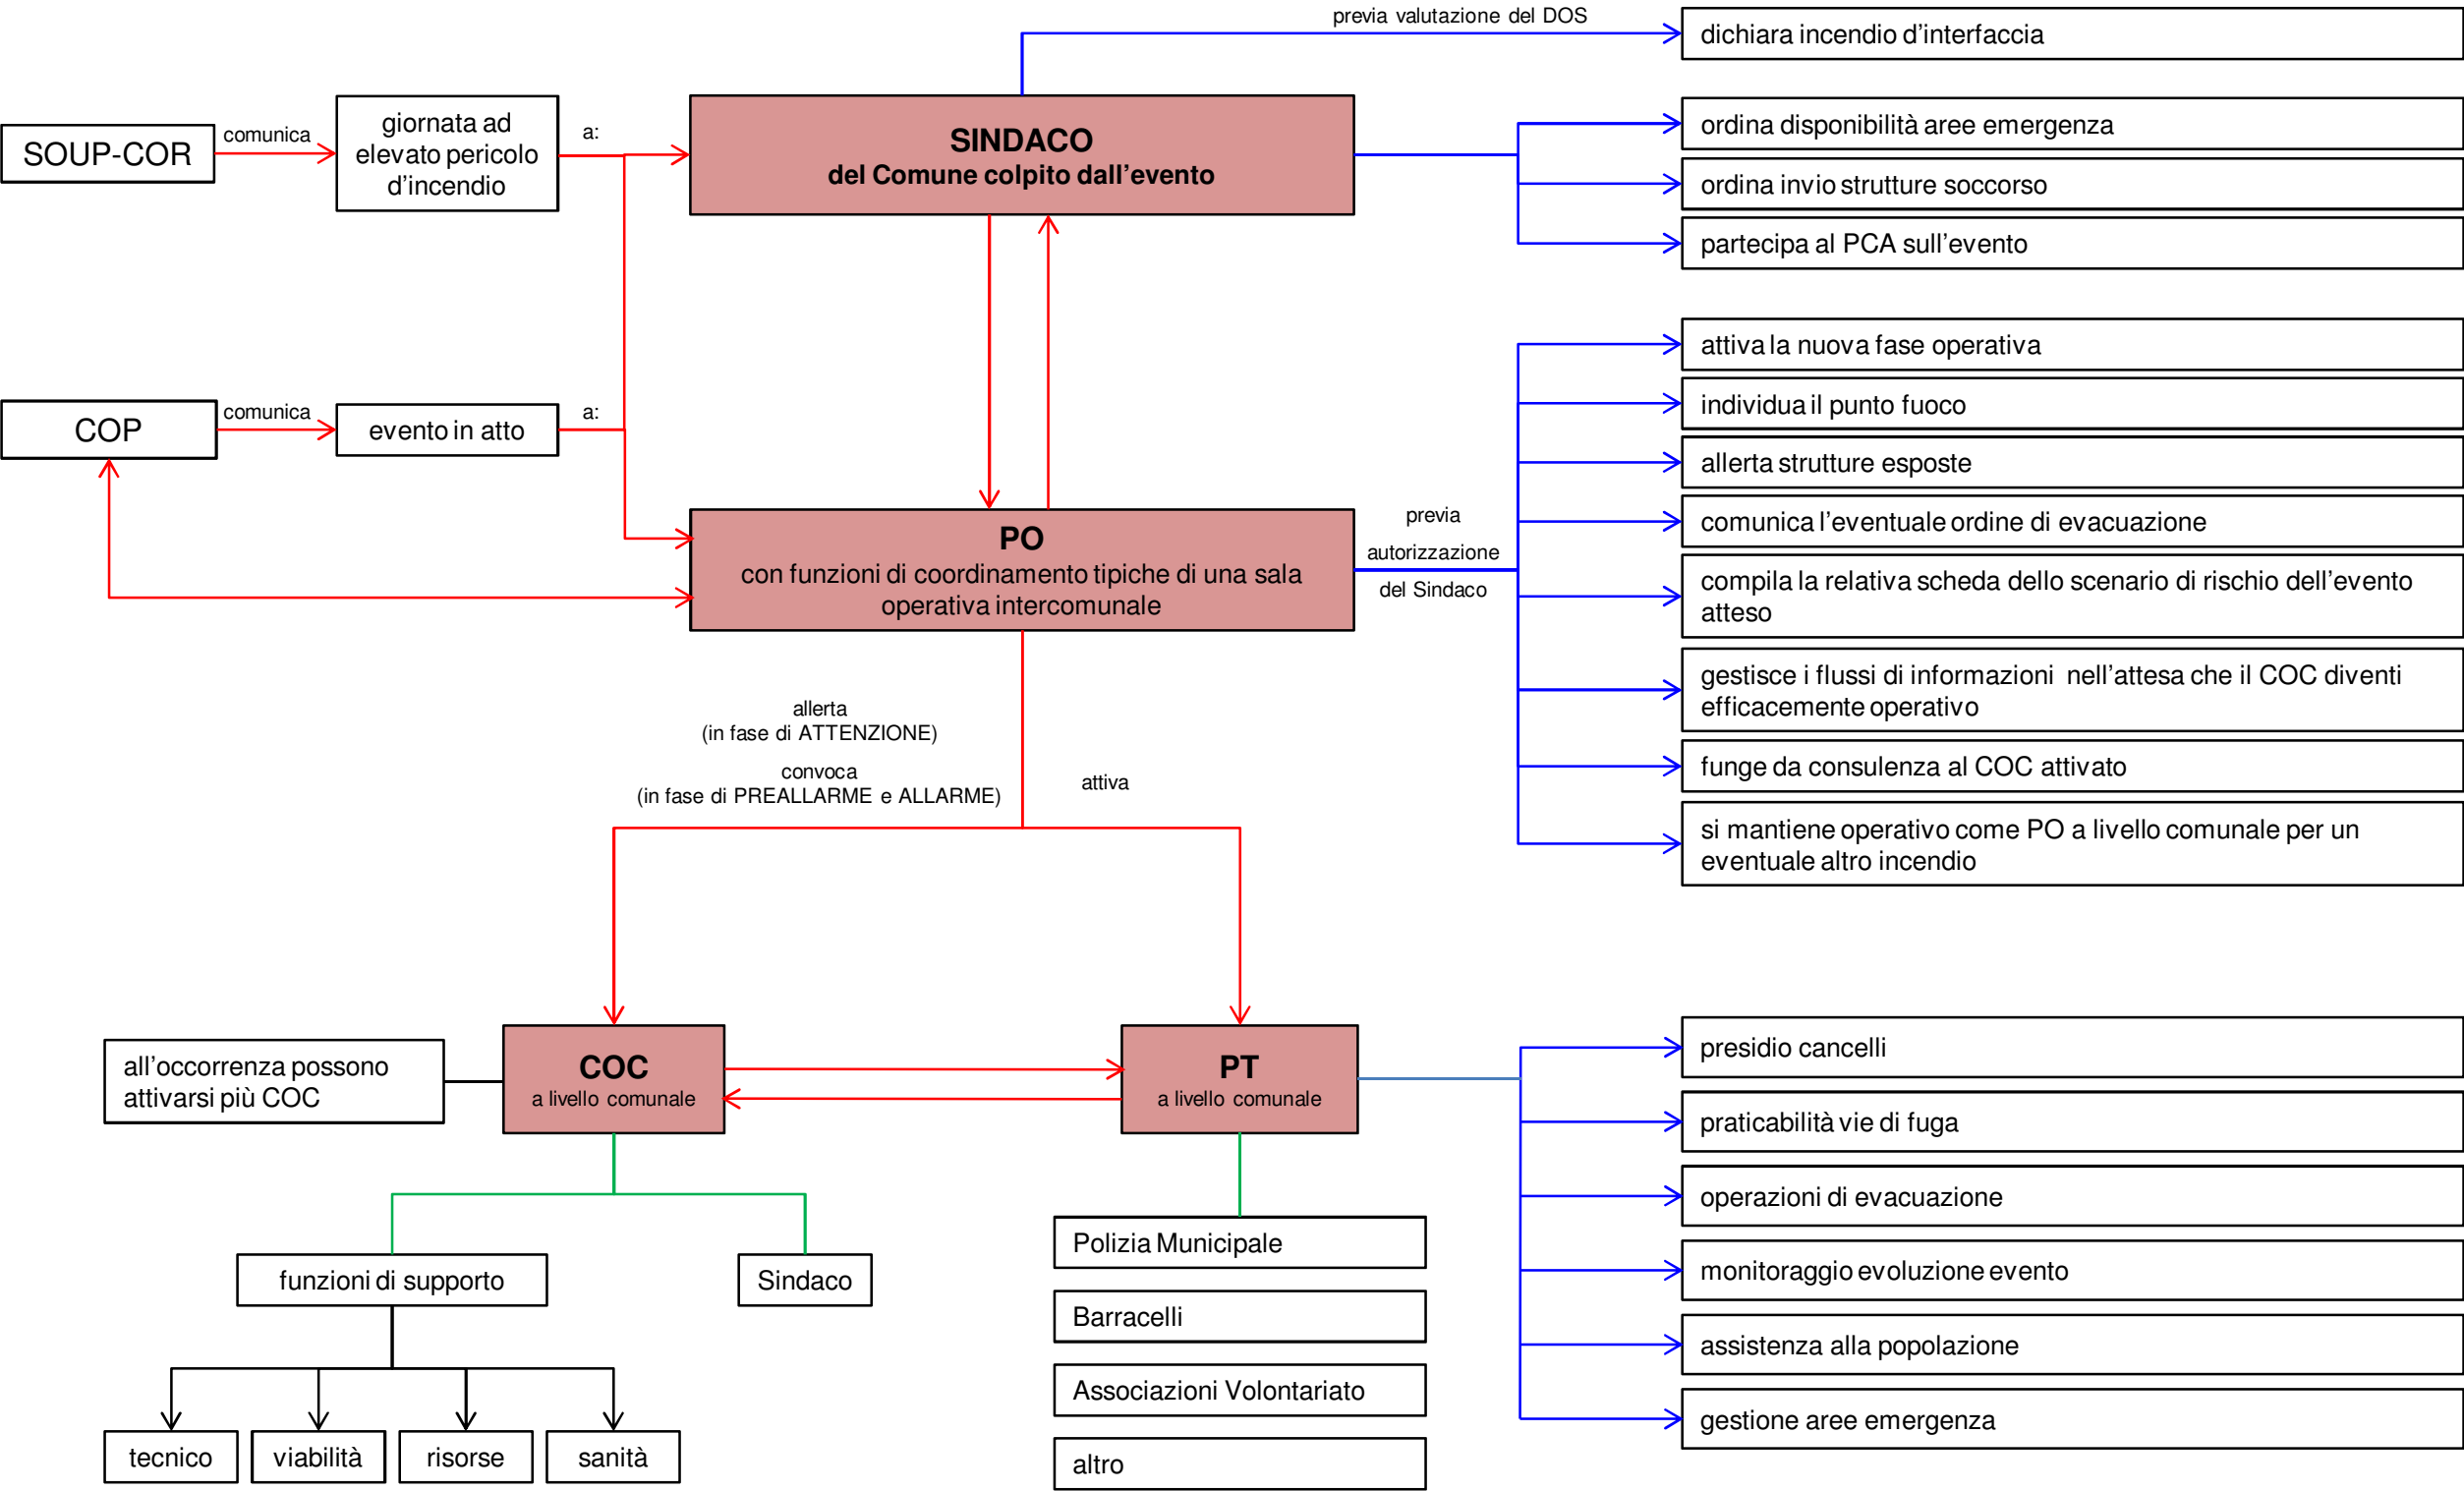 previa valutazione del DOS
dichiara incendio d’interfaccia
SOUP-COR
comunica
giornata ad
elevato pericolo
d’incendio
a:
SINDACO
del Comune colpito dall’evento
ordina disponibilità aree emergenza
ordina invio strutture soccorso
partecipa al PCA sull’evento
COP
comunica
evento in atto
a:
PO
con funzioni di coordinamento tipiche di una sala
operativa intercomunale
previa
autorizzazione
del Sindaco
attiva la nuova fase operativa
individua il punto fuoco
allerta strutture esposte
comunica l’eventuale ordine di evacuazione
compila la relativa scheda dello scenario di rischio dell’evento
atteso
gestisce i flussi di informazioni nell’attesa che il COC diventi
efficacemente operativo
funge da consulenza al COC attivato
si mantiene operativo come PO a livello comunale per un
eventuale altro incendio
allerta
(in fase di ATTENZIONE)
convoca
(in fase di PREALLARME e ALLARME)
attiva
all’occorrenza possono
attivarsi più COC
COC
a livello comunale
PT
a livello comunale
presidio cancelli
praticabilità vie di fuga
operazioni di evacuazione
monitoraggio evoluzione evento
assistenza alla popolazione
gestione aree emergenza
funzioni di supporto
Sindaco
tecnico
viabilità
risorse
sanità
Polizia Municipale
Barracelli
Associazioni Volontariato
altro